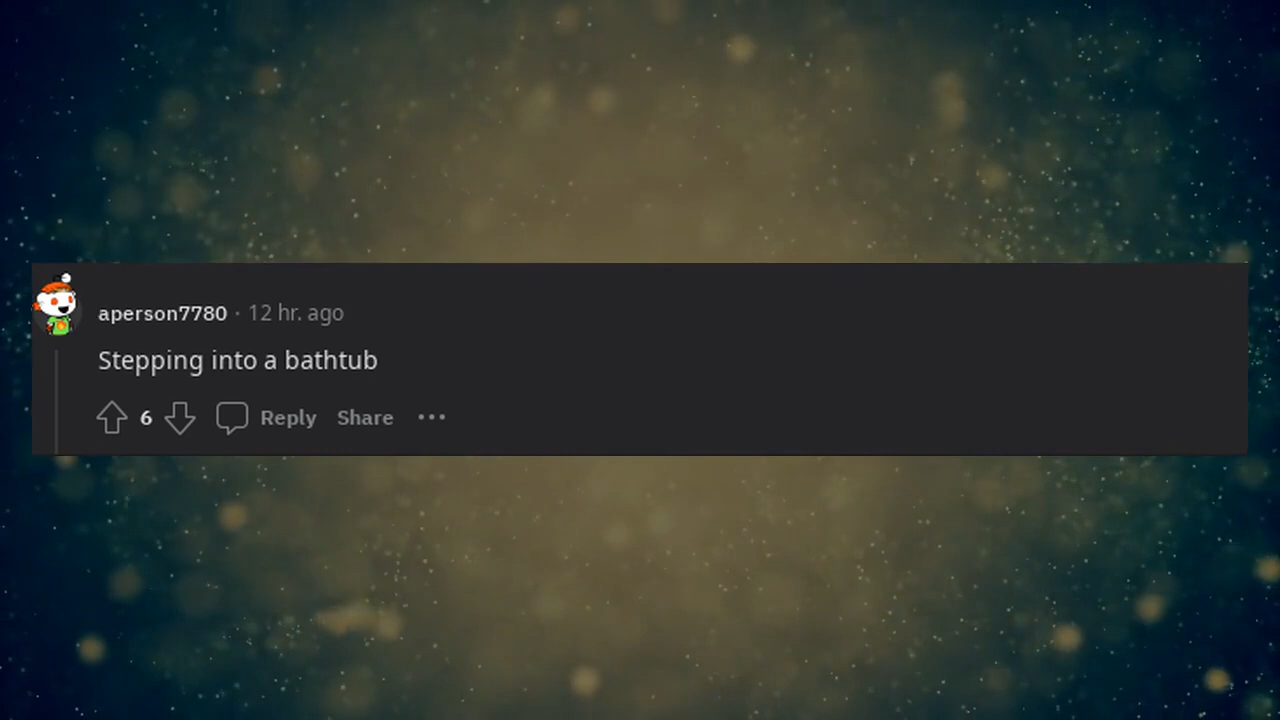 aperson7780 · 12 hr. ago
Stepping into a bathtub
6 Reply Share ···